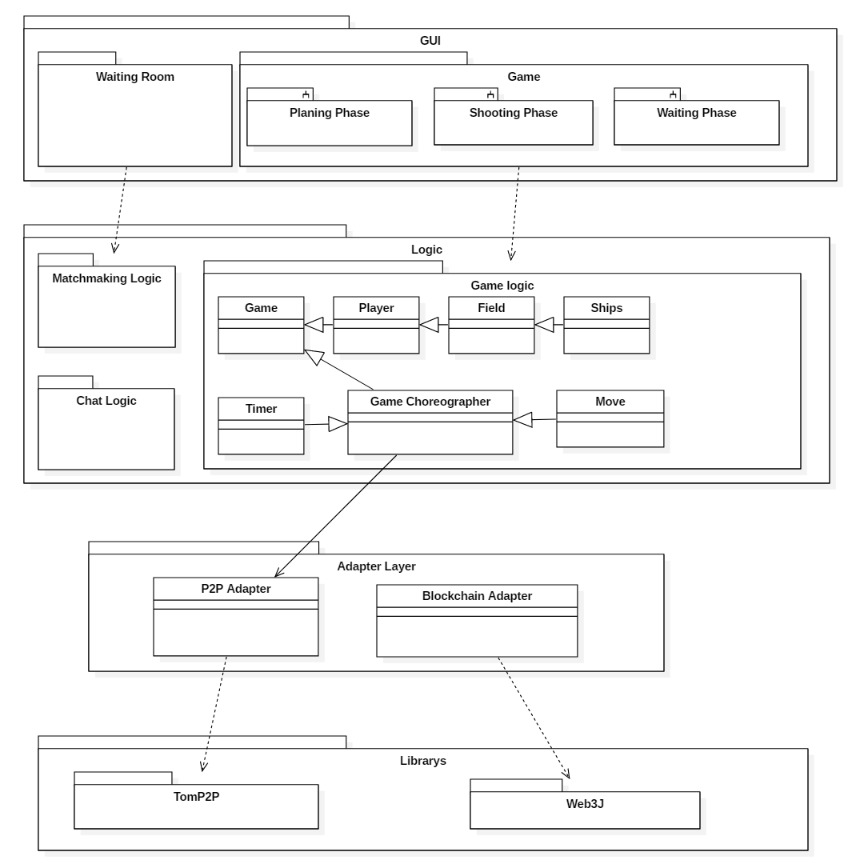 GUI
Waiting Room
Game
Planing Phase
Shooting Phase
Waiting Phase
Logic
Matchmaking Logic
Game logic
Game
Player
Field
Ships
Chat Logic
Timer
Game Choreographer
Move
Adapter Layer
P2P Adapter
Blockchain Adapter
Librarys
TomP2P
Web3J